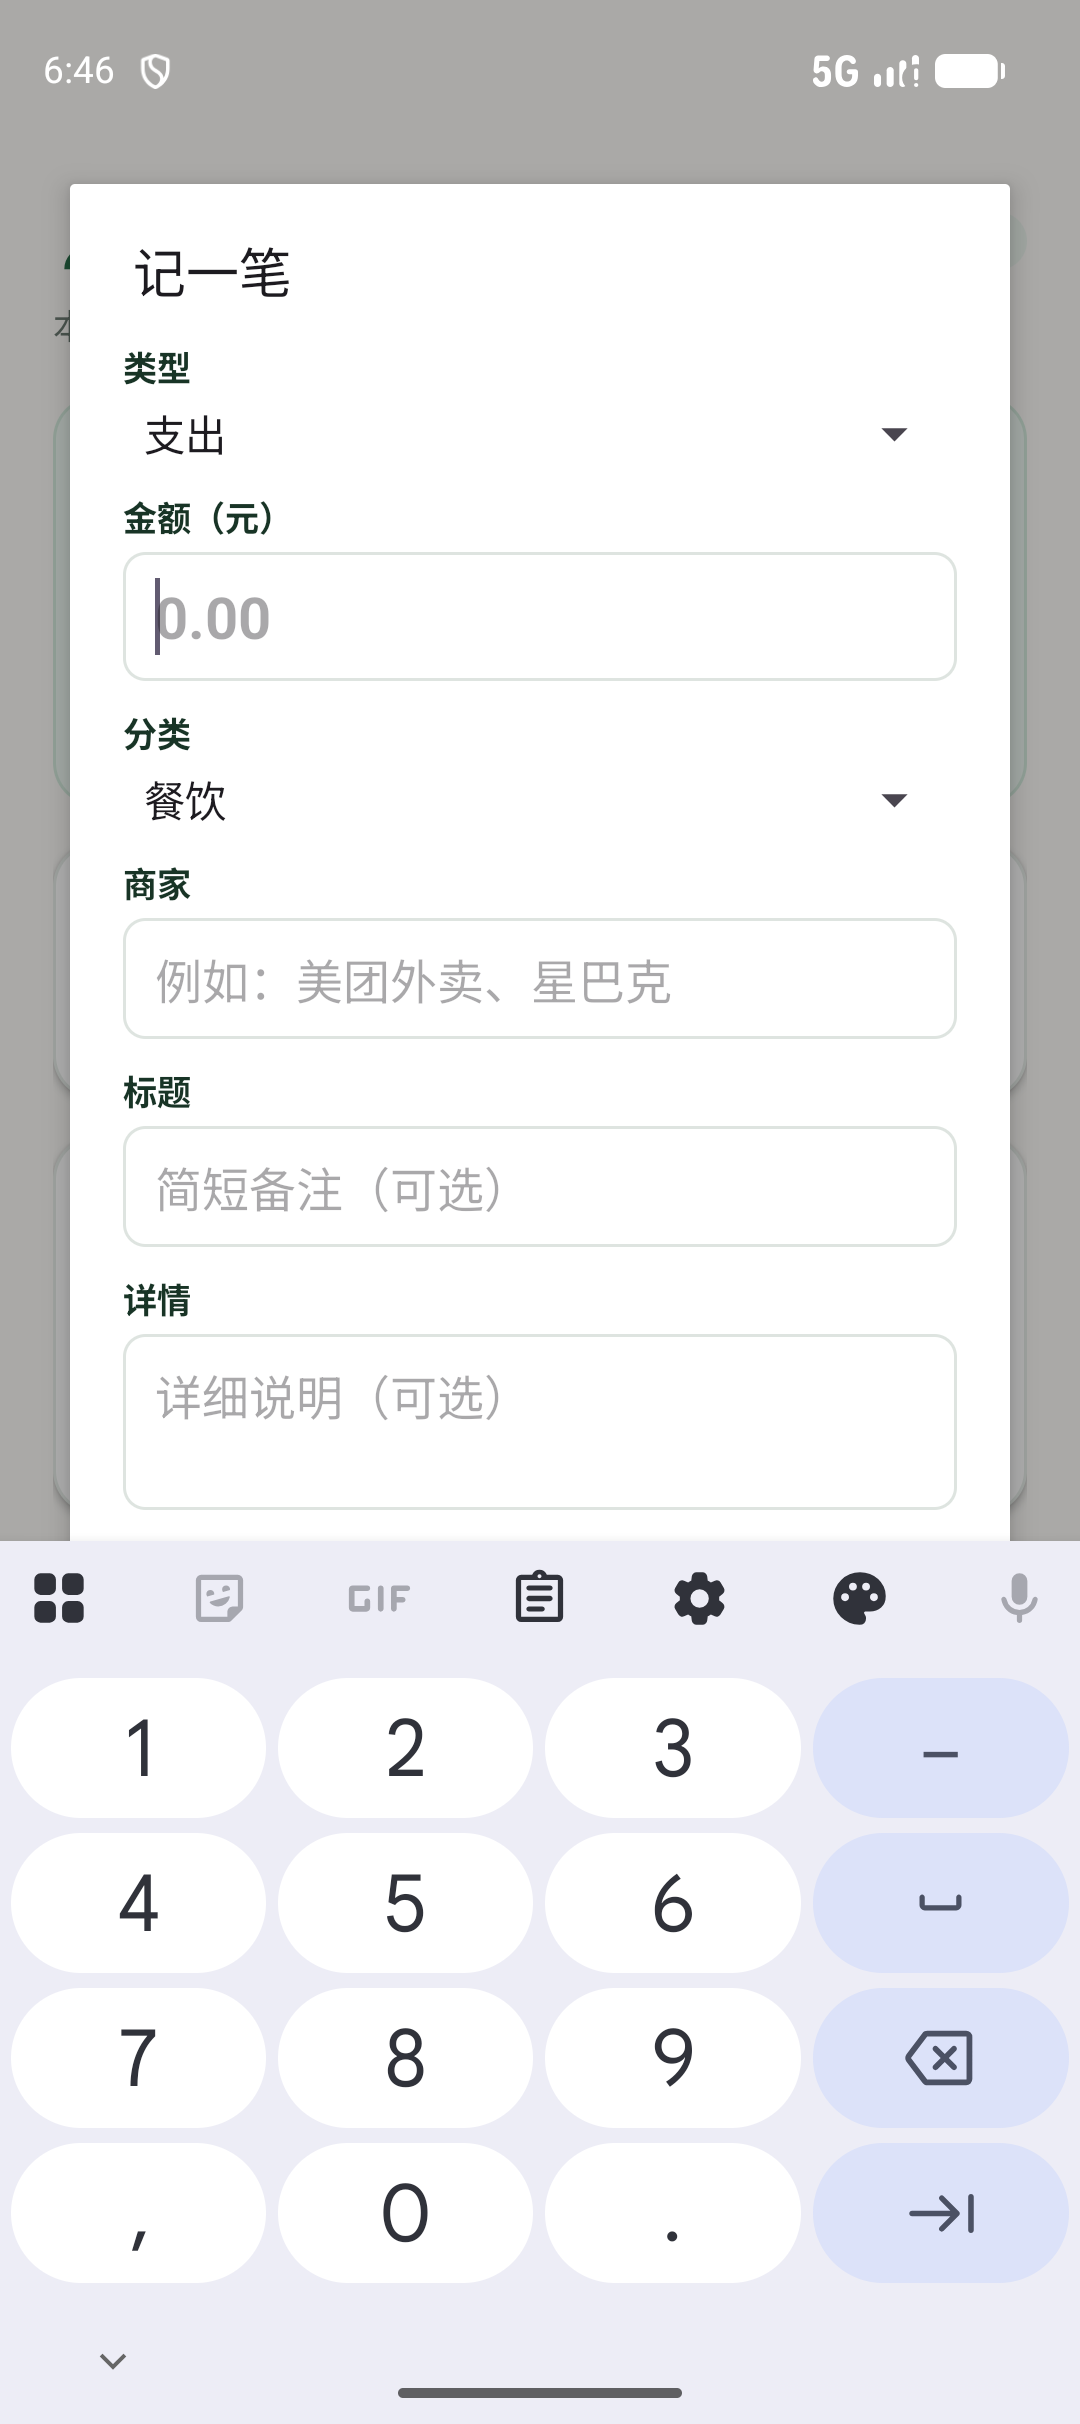 6:46
5G
本
记一笔
类型
支出
金额（元）
0.00
分类
餐饮
商家
例如：美团外卖、星巴克
标题
简短备注（可选）
详情
详细说明（可选）
GIF
1 2 3 –
4 5 6
7 8 9
, 0 .